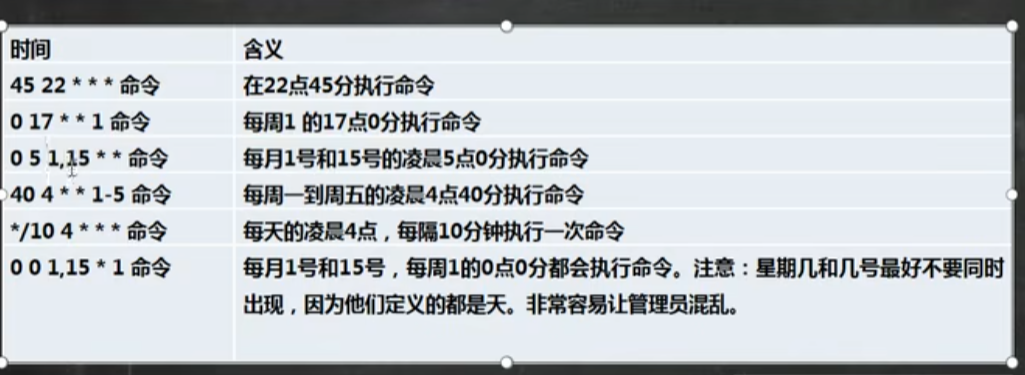 时间 含义
45 22 * * * 命令 在22点45分执行命令
0 17 * * 1 命令 每周1 的17点0分执行命令
0 5 1,15 * * 命令 每月1号和15号的凌晨5点0分执行命令
40 4 * * 1-5 命令 每周一到周五的凌晨4点40分执行命令
*/10 4 * * * 命令 每天的凌晨4点，每隔10分钟执行一次命令
0 0 1,15 * 1 命令 每月1号和15号，每周1的0点0分都会执行命令。注意：星期几和几号最好不要同时
出现，因为他们定义的都是天。非常容易让管理员混乱。